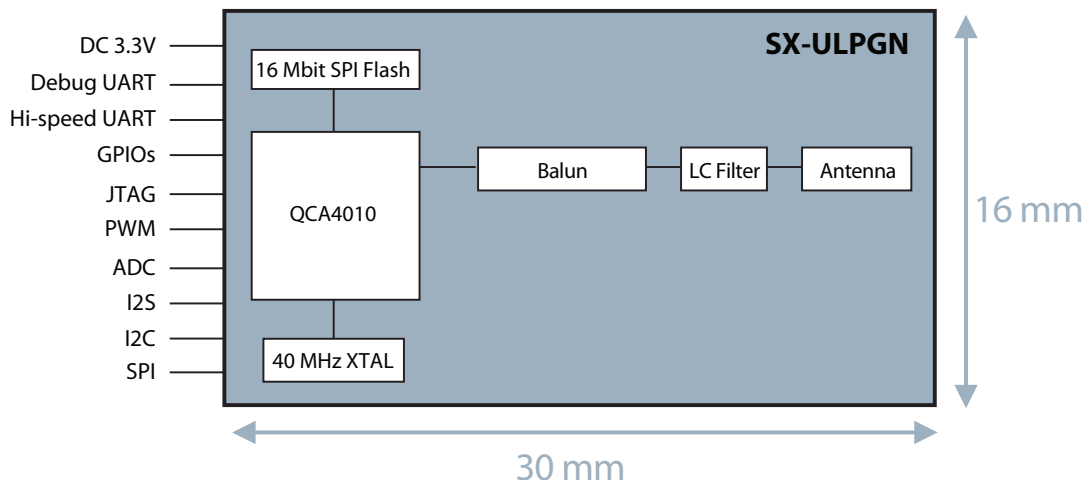 SX-ULPGN
DC 3.3V
Debug UART
Hi-speed UART
GPIOs
JTAG
PWM
ADC
I2S
I2C
SPI
16 Mbit SPI Flash
QCA4010
40 MHz XTAL
Balun
LC Filter
Antenna
16 mm
30 mm